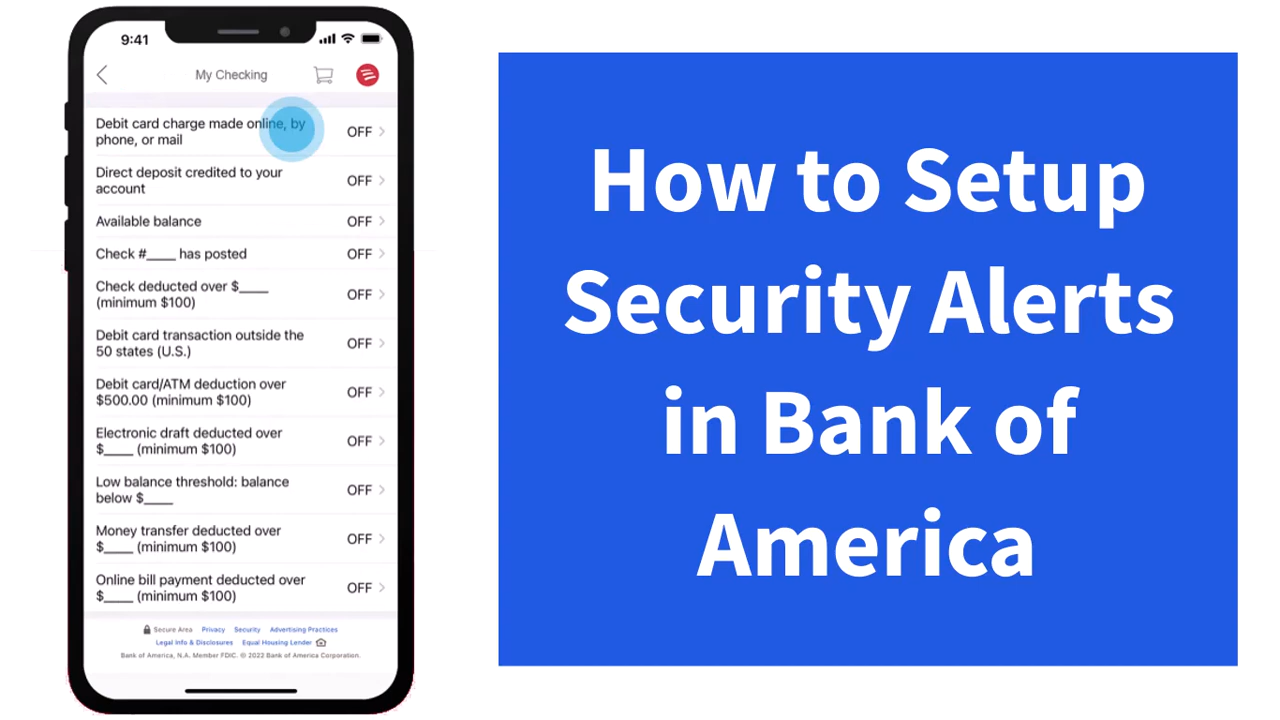 9:41
My Checking
Debit card charge made online, by
phone, or mail
OFF
Direct deposit credited to your
account
OFF
Available balance
OFF
Check #____ has posted
OFF
Check deducted over $____
(minimum $100)
OFF
Debit card transaction outside the
50 states (U.S.)
OFF
Debit card/ATM deduction over
$500.00 (minimum $100)
OFF
Electronic draft deducted over
$____ (minimum $100)
OFF
Low balance threshold: balance
below $____
OFF
Money transfer deducted over
$____ (minimum $100)
OFF
Online bill payment deducted over
$____ (minimum $100)
OFF
Secure Area Privacy Security Advertising Practices
Legal Info & Disclosures Equal Housing Lender
Bank of America, N.A. Member FDIC. © 2022 Bank of America Corporation.
How to Setup
Security Alerts
in Bank of
America